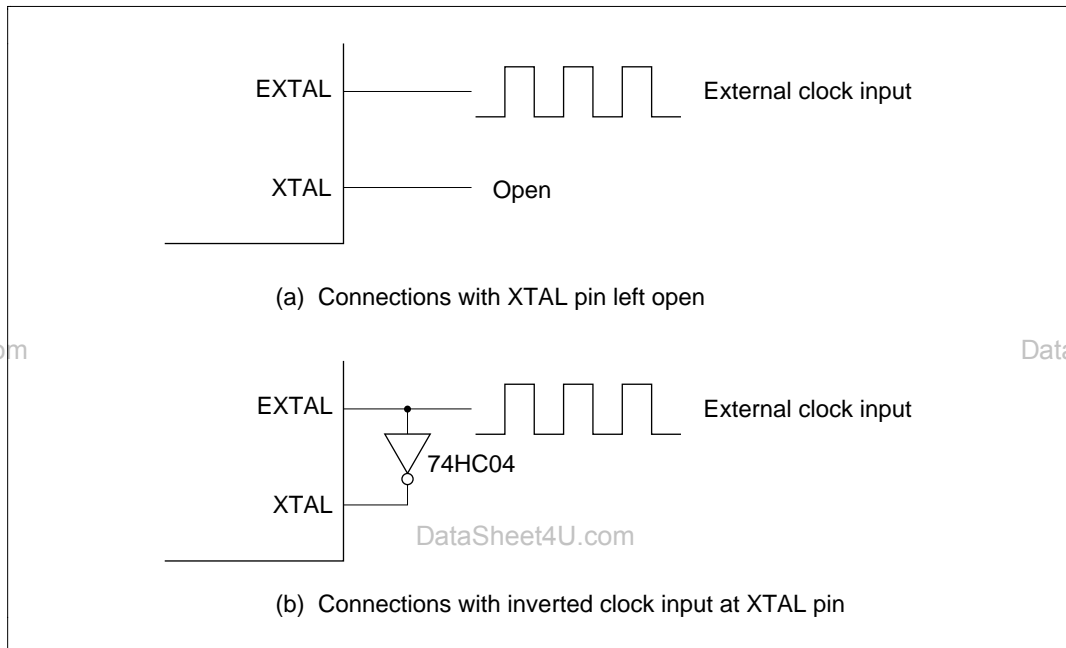 EXTAL
External clock input
XTAL
Open
(a) Connections with XTAL pin left open
om
Data
EXTAL
External clock input
74HC04
XTAL
DataSheet4U.com
(b) Connections with inverted clock input at XTAL pin